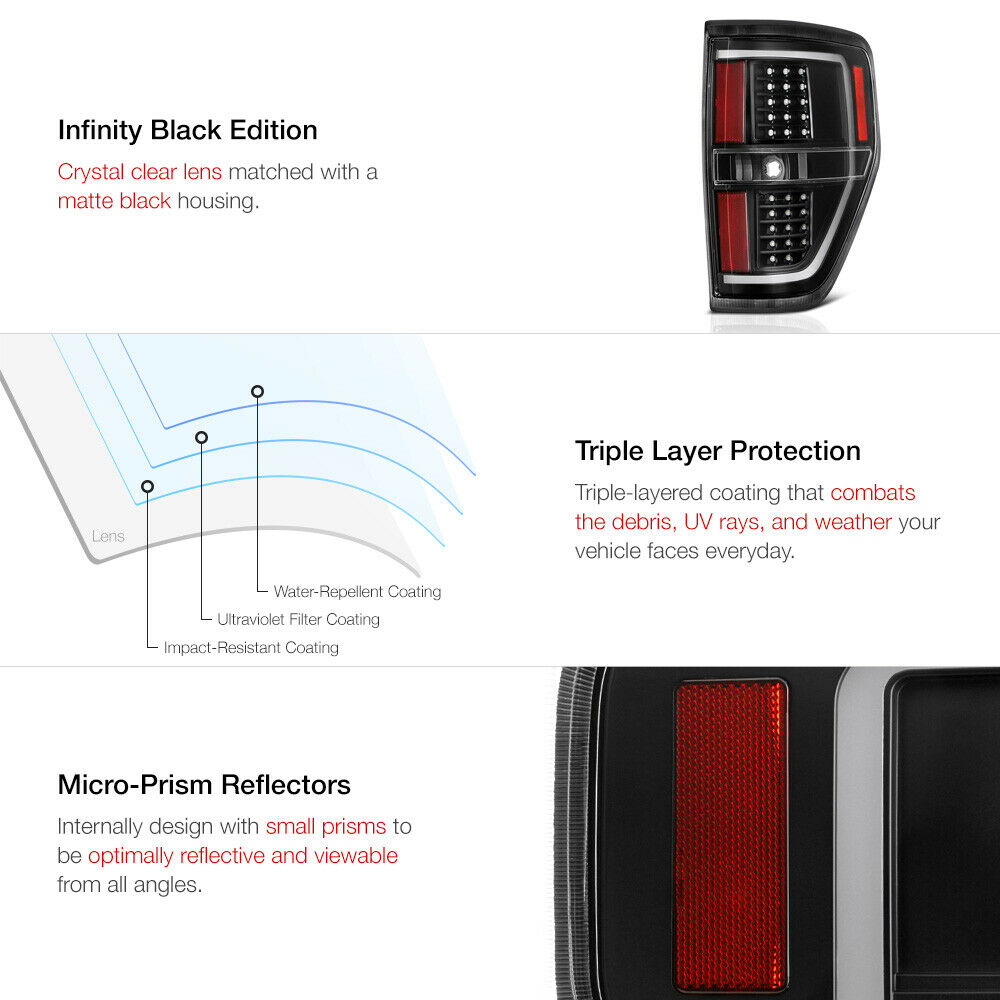 Infinity Black Edition
Crystal clear lens matched with a
matte black housing.
Triple Layer Protection
Triple-layered coating that combats
the debris, UV rays, and weather your
vehicle faces everyday.
Lens
Water-Repellent Coating
Ultraviolet Filter Coating
Impact-Resistant Coating
Micro-Prism Reflectors
Internally design with small prisms to
be optimally reflective and viewable
from all angles.